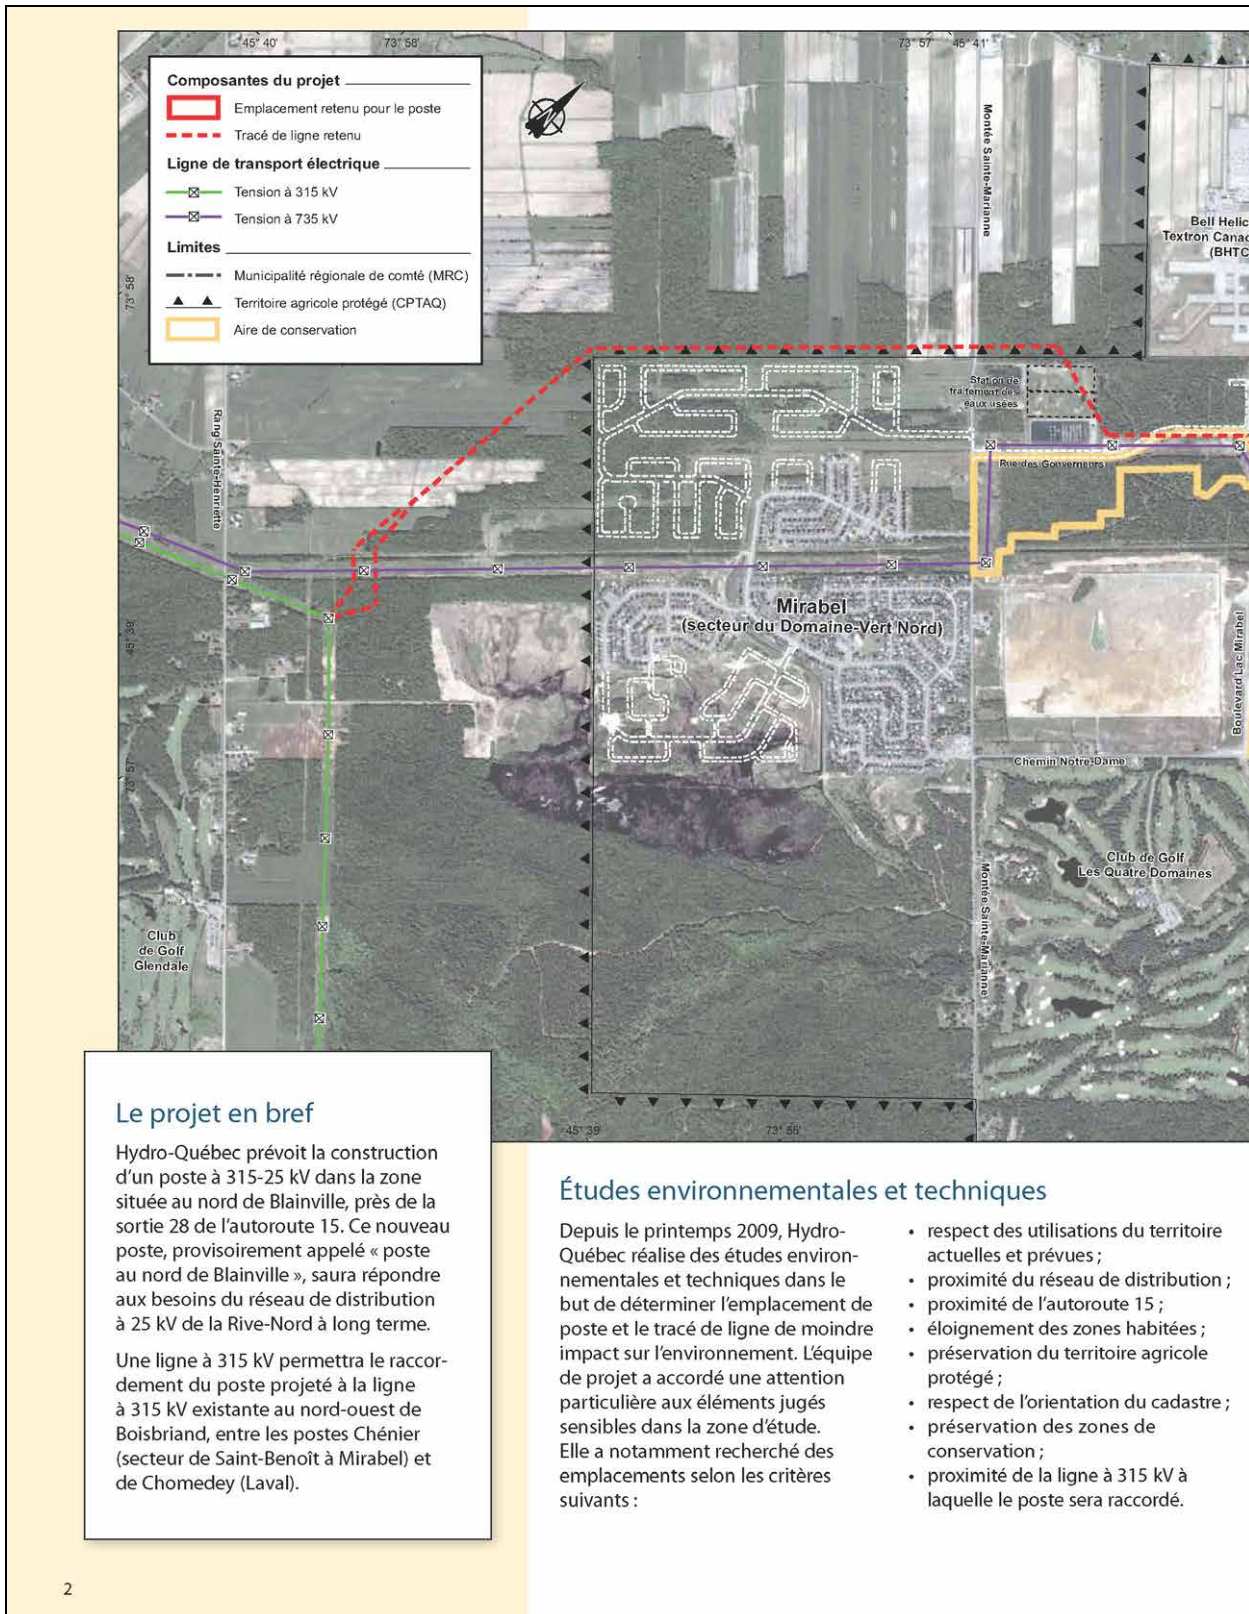 45° 40'
73° 58'
73° 57'
45° 41'
Composantes du projet
Emplacement retenu pour le poste
Tracé de ligne retenu
Ligne de transport électrique
Tension à 315 kV
Tension à 735 kV
Limites
Municipalité régionale de comté (MRC)
Territoire agricole protégé (CPTAQ)
Aire de conservation
73° 58'
Montée Sainte-Marianne
Bell Helic
Textron Canad
(BHTC
Rang Sainte-Henriette
Station de
traitement des
eaux usées
Rue des Gouverneurs
Mirabel
(secteur du Domaine-Vert Nord)
45° 39'
Boulevard Lac Mirabel
73° 57'
Chemin Notre-Dame
Club de Golf
Les Quatre Domaines
Montée Sainte-Marianne
Club
de Golf
Glendale
45° 39'
73° 55'
Le projet en bref
Hydro-Québec prévoit la construction
d'un poste à 315-25 kV dans la zone
située au nord de Blainville, près de la
sortie 28 de l'autoroute 15. Ce nouveau
poste, provisoirement appelé « poste
au nord de Blainville », saura répondre
aux besoins du réseau de distribution
à 25 kV de la Rive-Nord à long terme.
Une ligne à 315 kV permettra le raccor-
dement du poste projeté à la ligne
à 315 kV existante au nord-ouest de
Boisbriand, entre les postes Chénier
(secteur de Saint-Benoît à Mirabel) et
de Chomedey (Laval).
Études environnementales et techniques
Depuis le printemps 2009, Hydro-
Québec réalise des études environ-
nementales et techniques dans le
but de déterminer l'emplacement de
poste et le tracé de ligne de moindre
impact sur l'environnement. L'équipe
de projet a accordé une attention
particulière aux éléments jugés
sensibles dans la zone d'étude.
Elle a notamment recherché des
emplacements selon les critères
suivants :
• respect des utilisations du territoire
actuelles et prévues ;
• proximité du réseau de distribution ;
• proximité de l'autoroute 15 ;
• éloignement des zones habitées ;
• préservation du territoire agricole
protégé ;
• respect de l'orientation du cadastre ;
• préservation des zones de
conservation ;
• proximité de la ligne à 315 kV à
laquelle le poste sera raccordé.
2